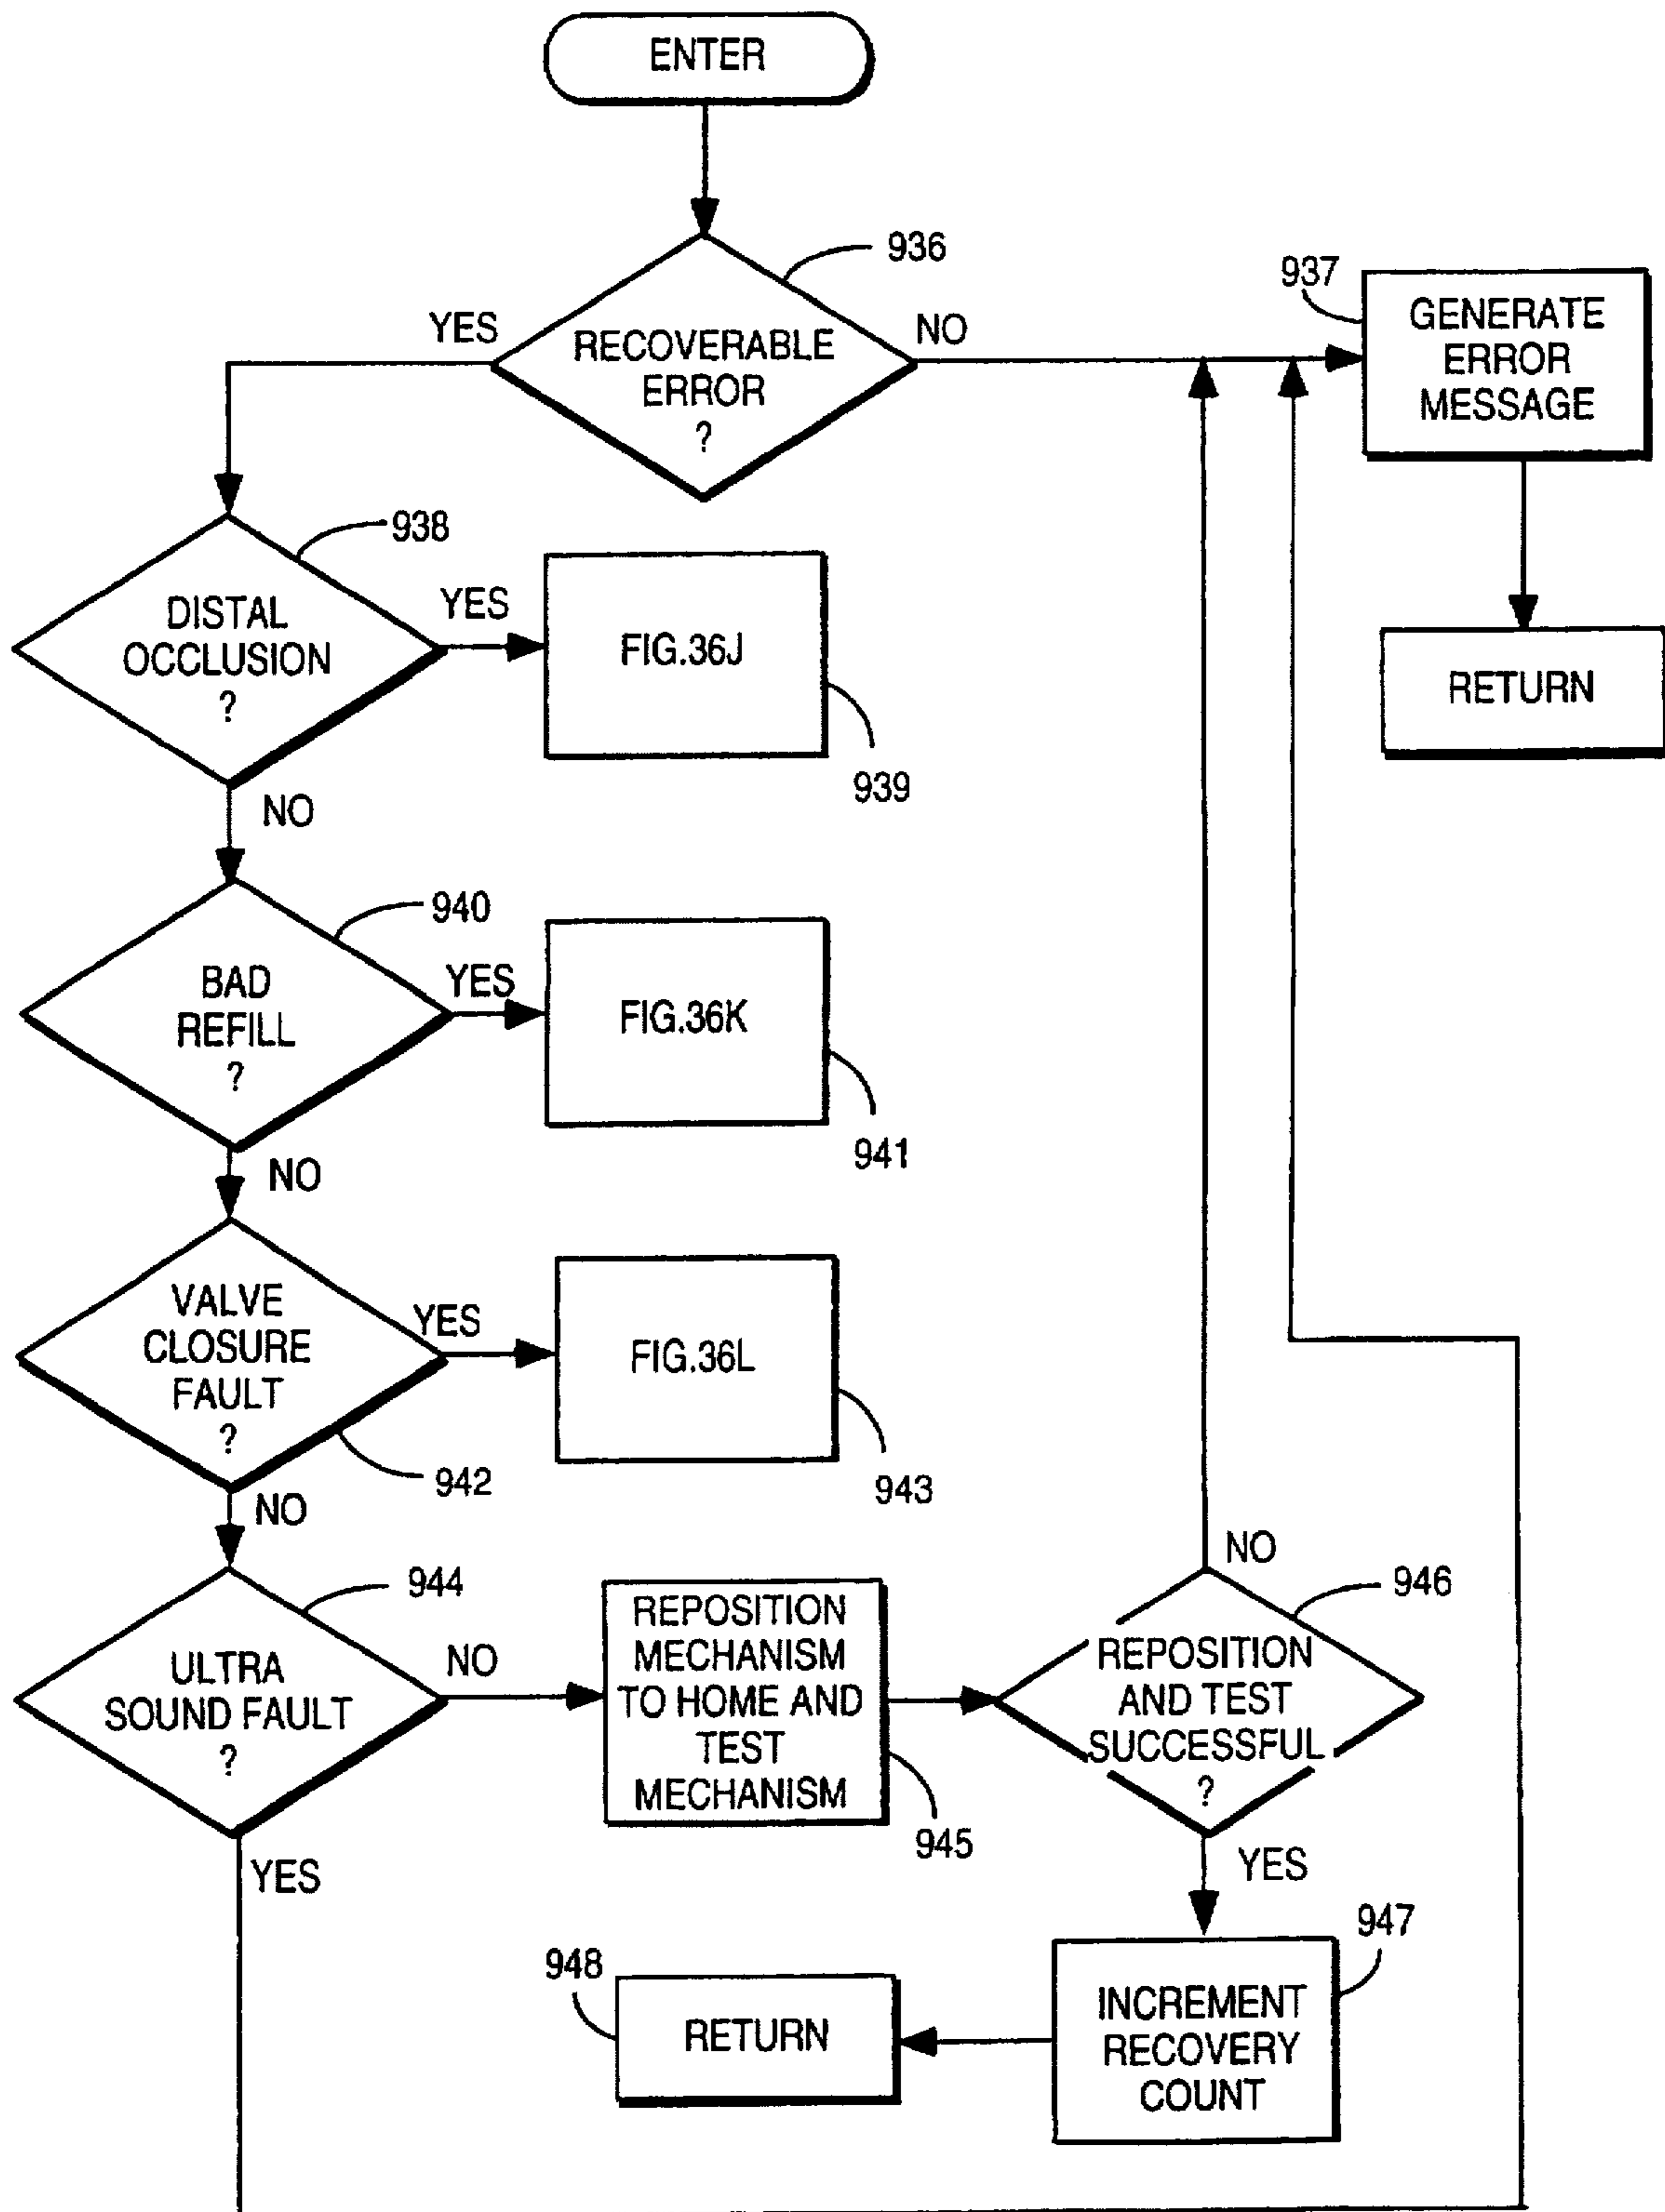 ENTER
936
RECOVERABLE
ERROR
?
YES
NO
937
GENERATE
ERROR
MESSAGE
RETURN
938
DISTAL
OCCLUSION
?
YES
FIG.36J
939
NO
940
BAD
REFILL
?
YES
FIG.36K
941
NO
VALVE
CLOSURE
FAULT
?
YES
FIG.36L
942
943
NO
944
ULTRA
SOUND FAULT
?
NO
REPOSITION
MECHANISM
TO HOME AND
TEST
MECHANISM
945
NO
946
REPOSITION
AND TEST
SUCCESSFUL
?
YES
YES
947
INCREMENT
RECOVERY
COUNT
948
RETURN